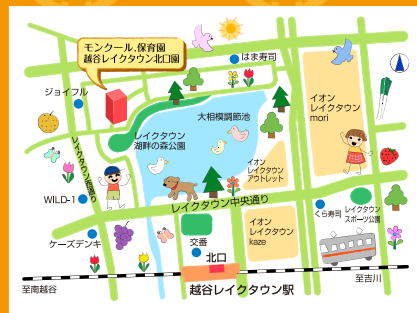 モンクール保育園
越谷レイクタウン北口園
はま寿司
ジョイフル
大相模調節池
イオン
レイクタウン
mori
レイクタウン
湖畔の森公園
イオン
レイクタウン
アウトレット
レイクタウン西通り
WILD-1
レイクタウン中央通り
くら寿司
レイクタウン
スポーツ公園
ケーズデンキ
交番
イオン
レイクタウン
kaze
北口
至南越谷
越谷レイクタウン駅
至吉川